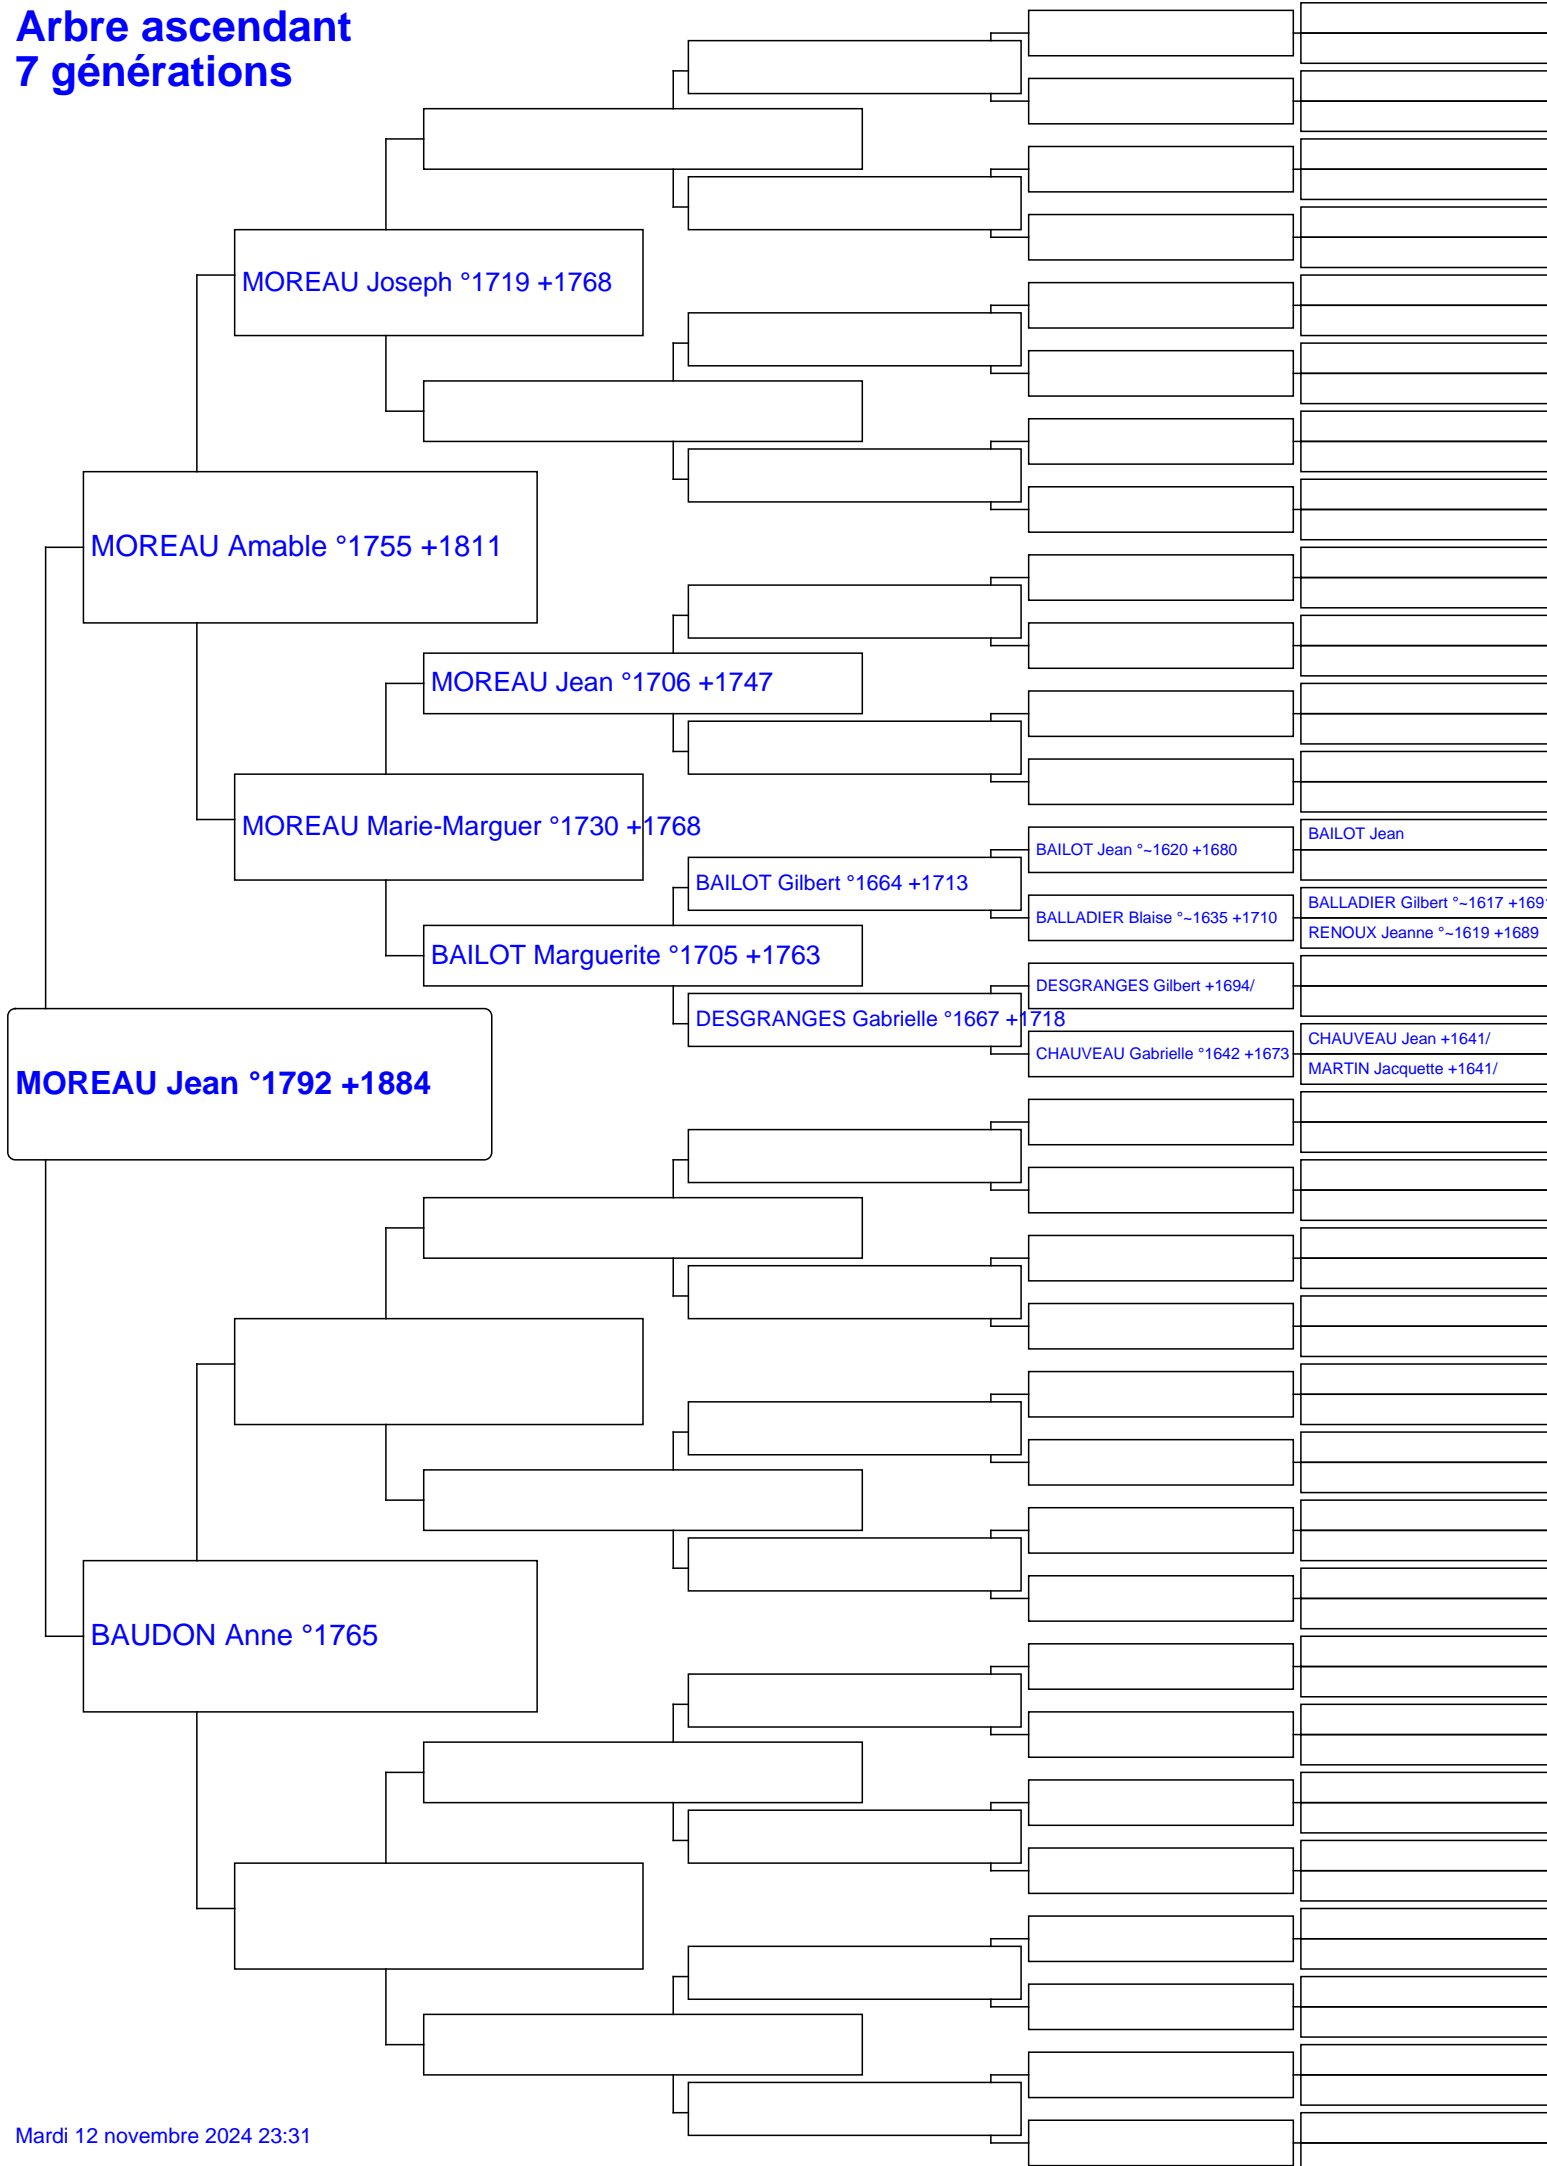 Arbre ascendant
7 générations
MOREAU Joseph °1719 +1768
MOREAU Amable °1755 +1811
MOREAU Jean °1706 +1747
MOREAU Marie-Marguer °1730 +1768
BAILOT Jean
BAILOT Jean °~1620 +1680
BAILOT Gilbert °1664 +1713
BALLADIER Gilbert °~1617 +169
BALLADIER Blaise °~1635 +1710
RENOUX Jeanne °~1619 +1689
BAILOT Marguerite °1705 +1763
DESGRANGES Gilbert +1694/
DESGRANGES Gabrielle °1667 +1718
CHAUVEAU Jean +1641/
CHAUVEAU Gabrielle °1642 +1673
MARTIN Jacquette +1641/
MOREAU Jean °1792 +1884
BAUDON Anne °1765
Mardi 12 novembre 2024 23:31